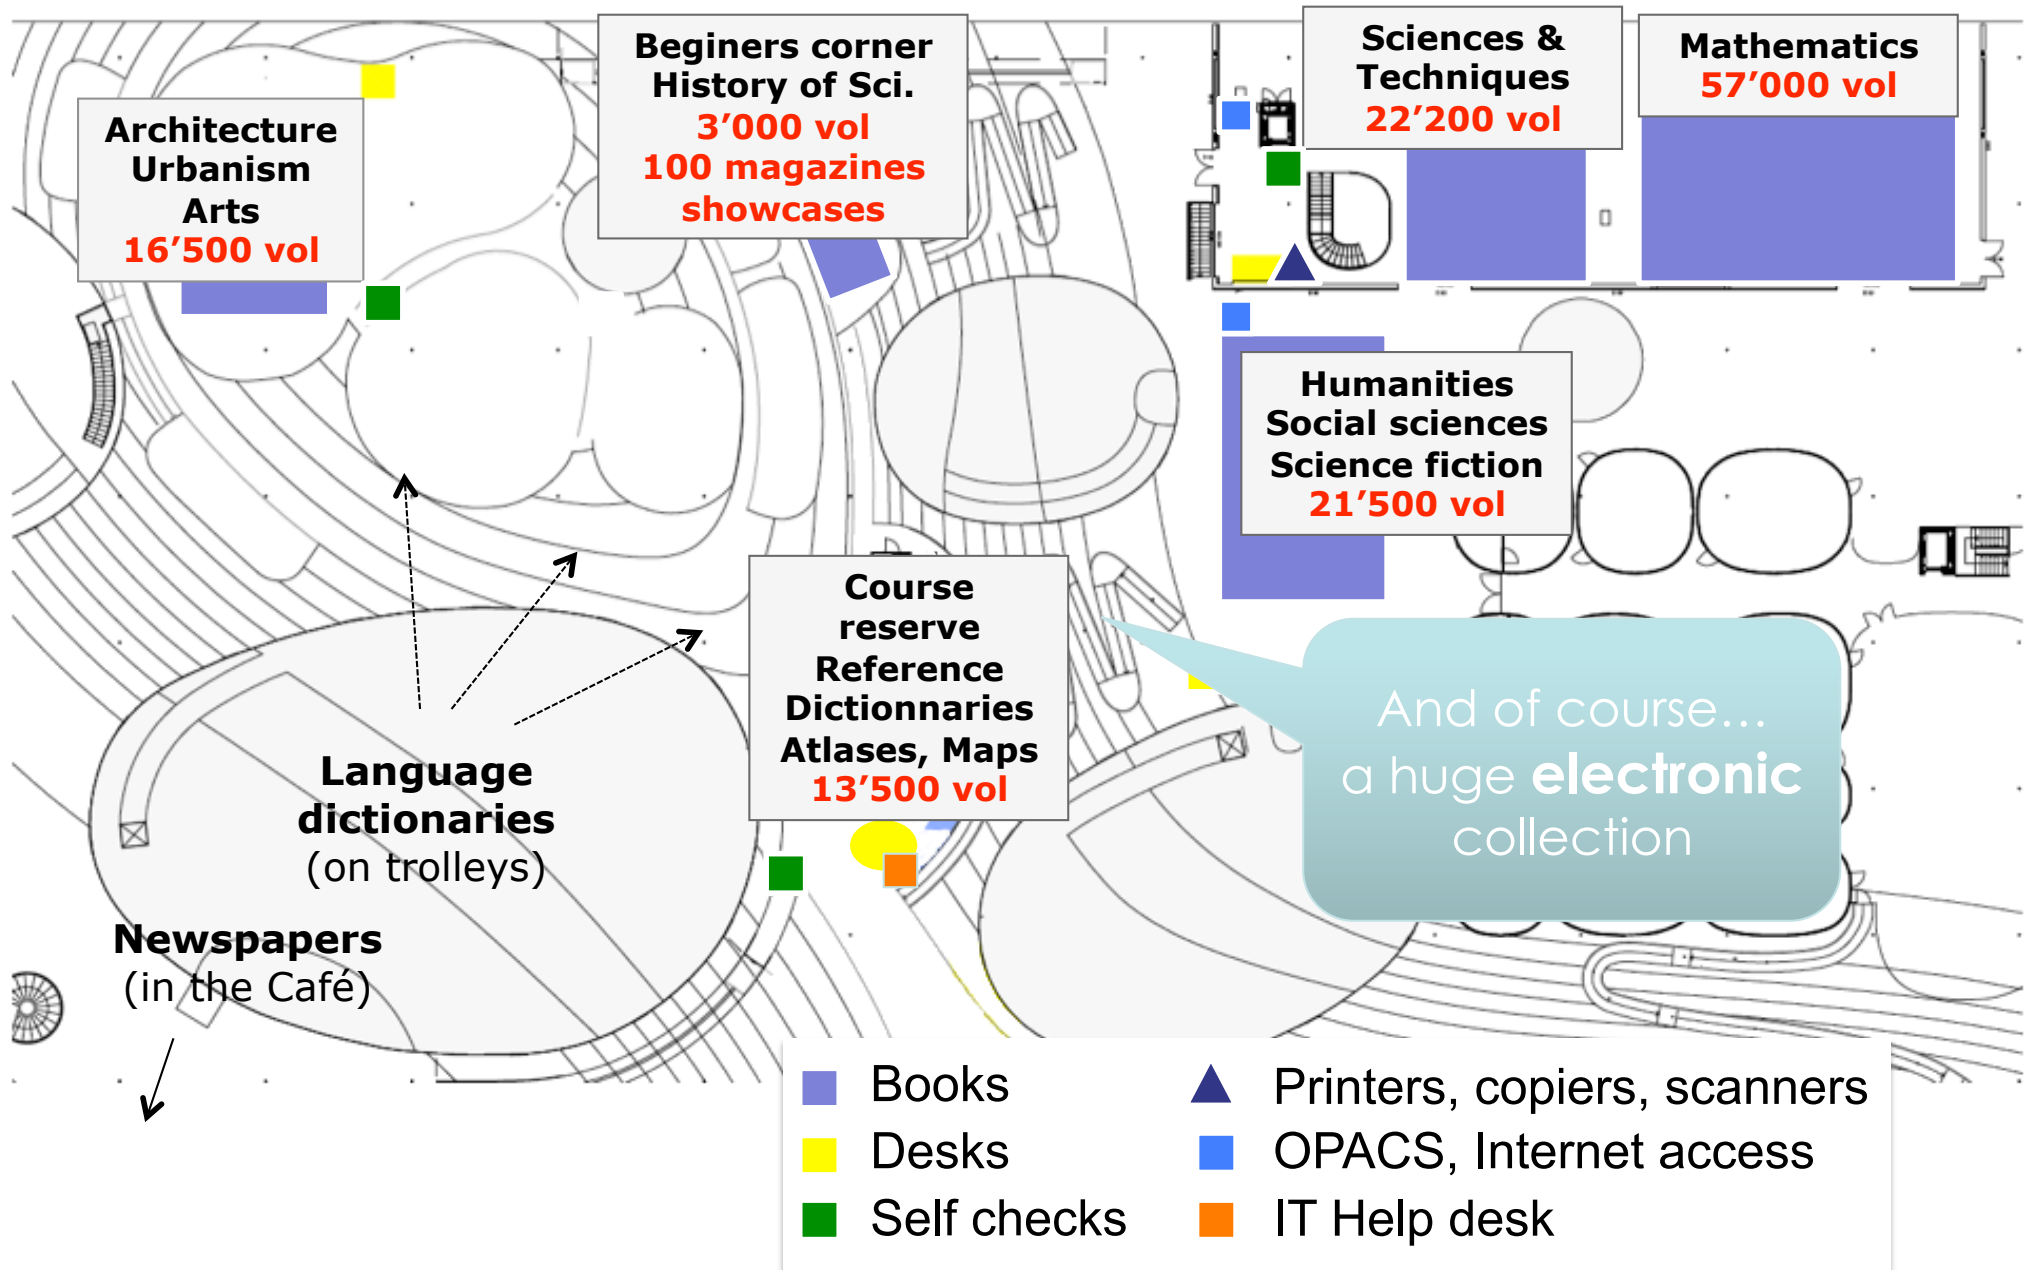 Architecture
Urbanism
Arts
16’500 vol
Beginers corner
History of Sci.
3’000 vol
100 magazines
showcases
Sciences &
Techniques
22’200 vol
Mathematics
57’000 vol
Humanities
Social sciences
Science fiction
21’500 vol
Course
reserve
Reference
Dictionnaries
Atlases, Maps
13’500 vol
And of course…
a huge electronic
collection
Language
dictionaries
(on trolleys)
Newspapers
(in the Café)
Books
Desks
Self checks
Printers, copiers, scanners
OPACS, Internet access
IT Help desk